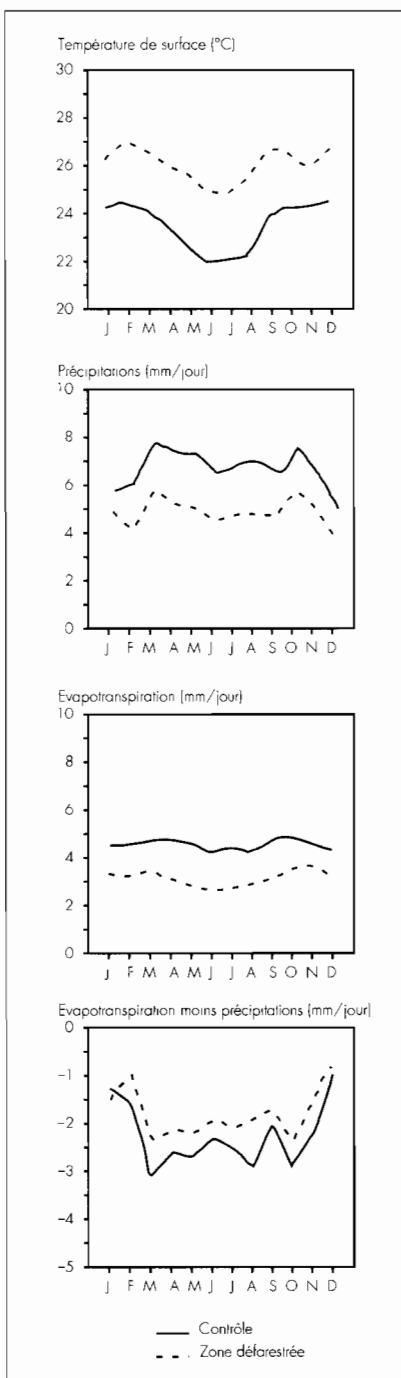 Température de surface (°C)
30
28
26
24
22
20
J F M A M J J A S O N D
Précipitations (mm/jour)
10
8
6
4
2
0
J F M A M J J A S O N D
Evapotranspiration (mm/jour)
10
8
6
4
2
0
J F M A M J J A S O N D
Evapotranspiration moins précipitations (mm/jour)
0
–1
–2
–3
–4
–5
J F M A M J J A S O N D
Contrôle
Zone défarestrée